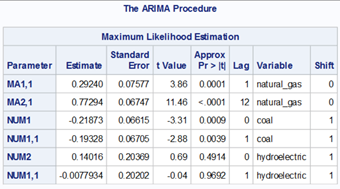 The ARIMA Procedure
Maximum Likelihood Estimation
Parameter Estimate Standard Error t Value Approx Pr > |t| Lag Variable Shift
MA1,1 0.29240 0.07577 3.86 0.0001 1 natural_gas 0
MA2,1 0.77294 0.06747 11.46 <.0001 12 natural_gas 0
NUM1 -0.21873 0.06615 -3.31 0.0009 0 coal 1
NUM1,1 -0.19328 0.06705 -2.88 0.0039 1 coal 1
NUM2 0.14016 0.20369 0.69 0.4914 0 hydroelectric 1
NUM1,1 -0.0077934 0.20202 -0.04 0.9692 1 hydroelectric 1